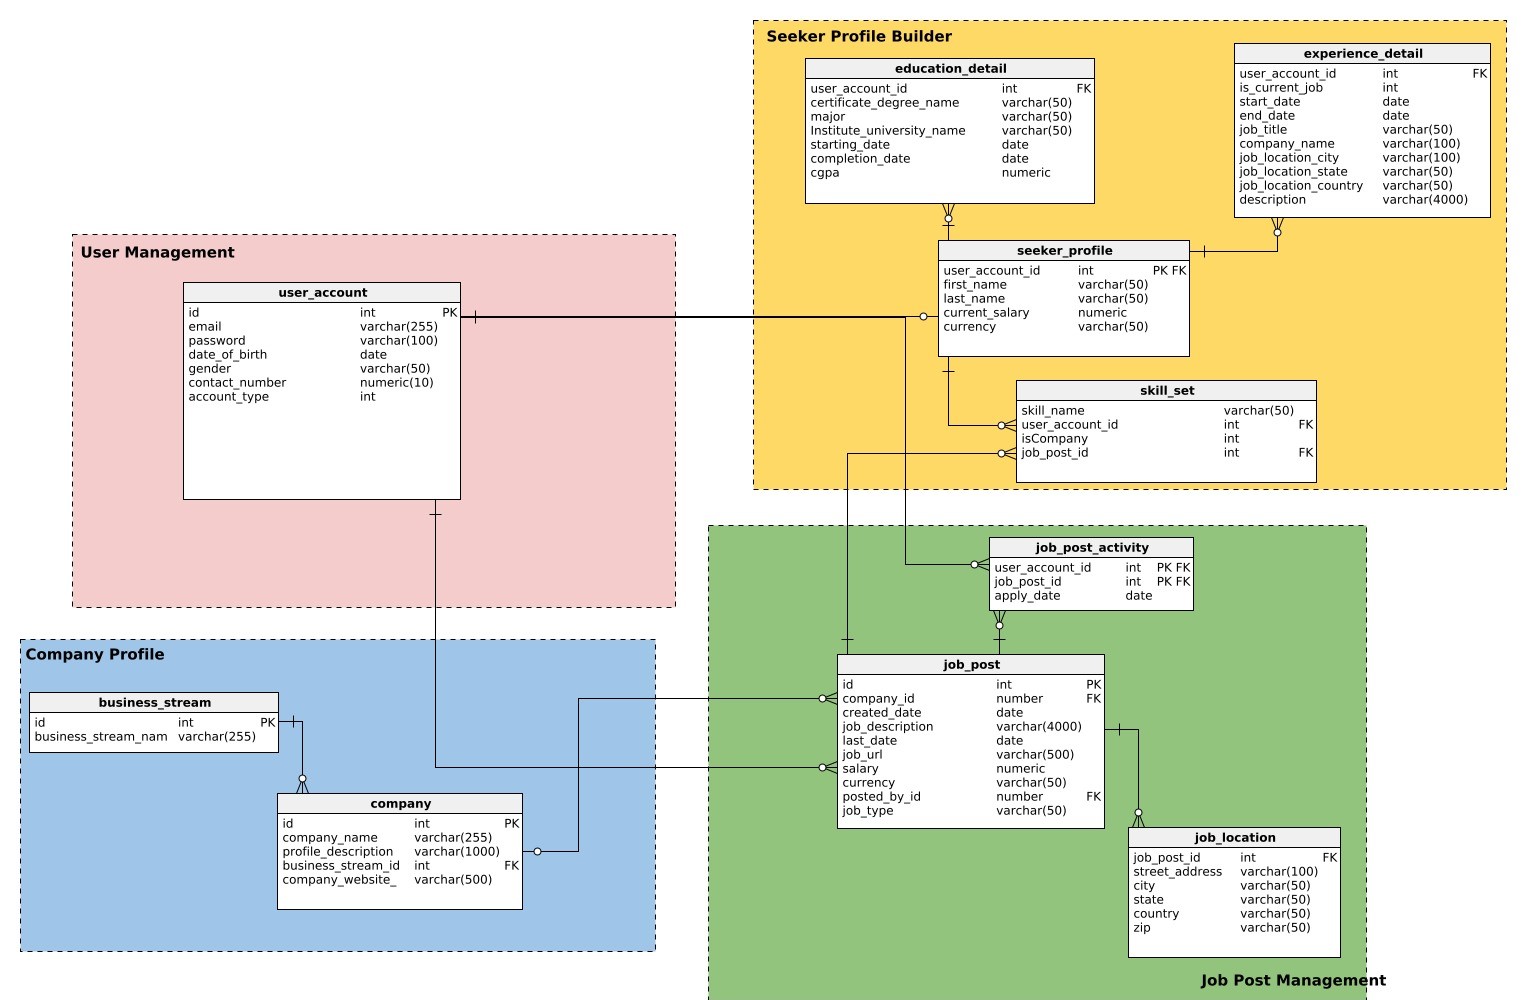 Seeker Profile Builder
education_detail
user_account_id int FK
certificate_degree_name varchar(50)
major varchar(50)
Institute_university_name varchar(50)
starting_date date
completion_date date
cgpa numeric
experience_detail
user_account_id int FK
is_current_job int
start_date date
end_date date
job_title varchar(50)
company_name varchar(100)
job_location_city varchar(100)
job_location_state varchar(50)
job_location_country varchar(50)
description varchar(4000)
seeker_profile
user_account_id int PK FK
first_name varchar(50)
last_name varchar(50)
current_salary numeric
currency varchar(50)
skill_set
skill_name varchar(50)
user_account_id int FK
isCompany int
job_post_id int FK
User Management
user_account
id int PK
email varchar(255)
password varchar(100)
date_of_birth date
gender varchar(50)
contact_number numeric(10)
account_type int
Company Profile
business_stream
id int PK
business_stream_nam varchar(255)
company
id int PK
company_name varchar(255)
profile_description varchar(1000)
business_stream_id int FK
company_website_ varchar(500)
job_post_activity
user_account_id int PK FK
job_post_id int PK FK
apply_date date
job_post
id int PK
company_id number FK
created_date date
job_description varchar(4000)
last_date date
job_url varchar(500)
salary numeric
currency varchar(50)
posted_by_id number FK
job_type varchar(50)
job_location
job_post_id int FK
street_address varchar(100)
city varchar(50)
state varchar(50)
country varchar(50)
zip varchar(50)
Job Post Management